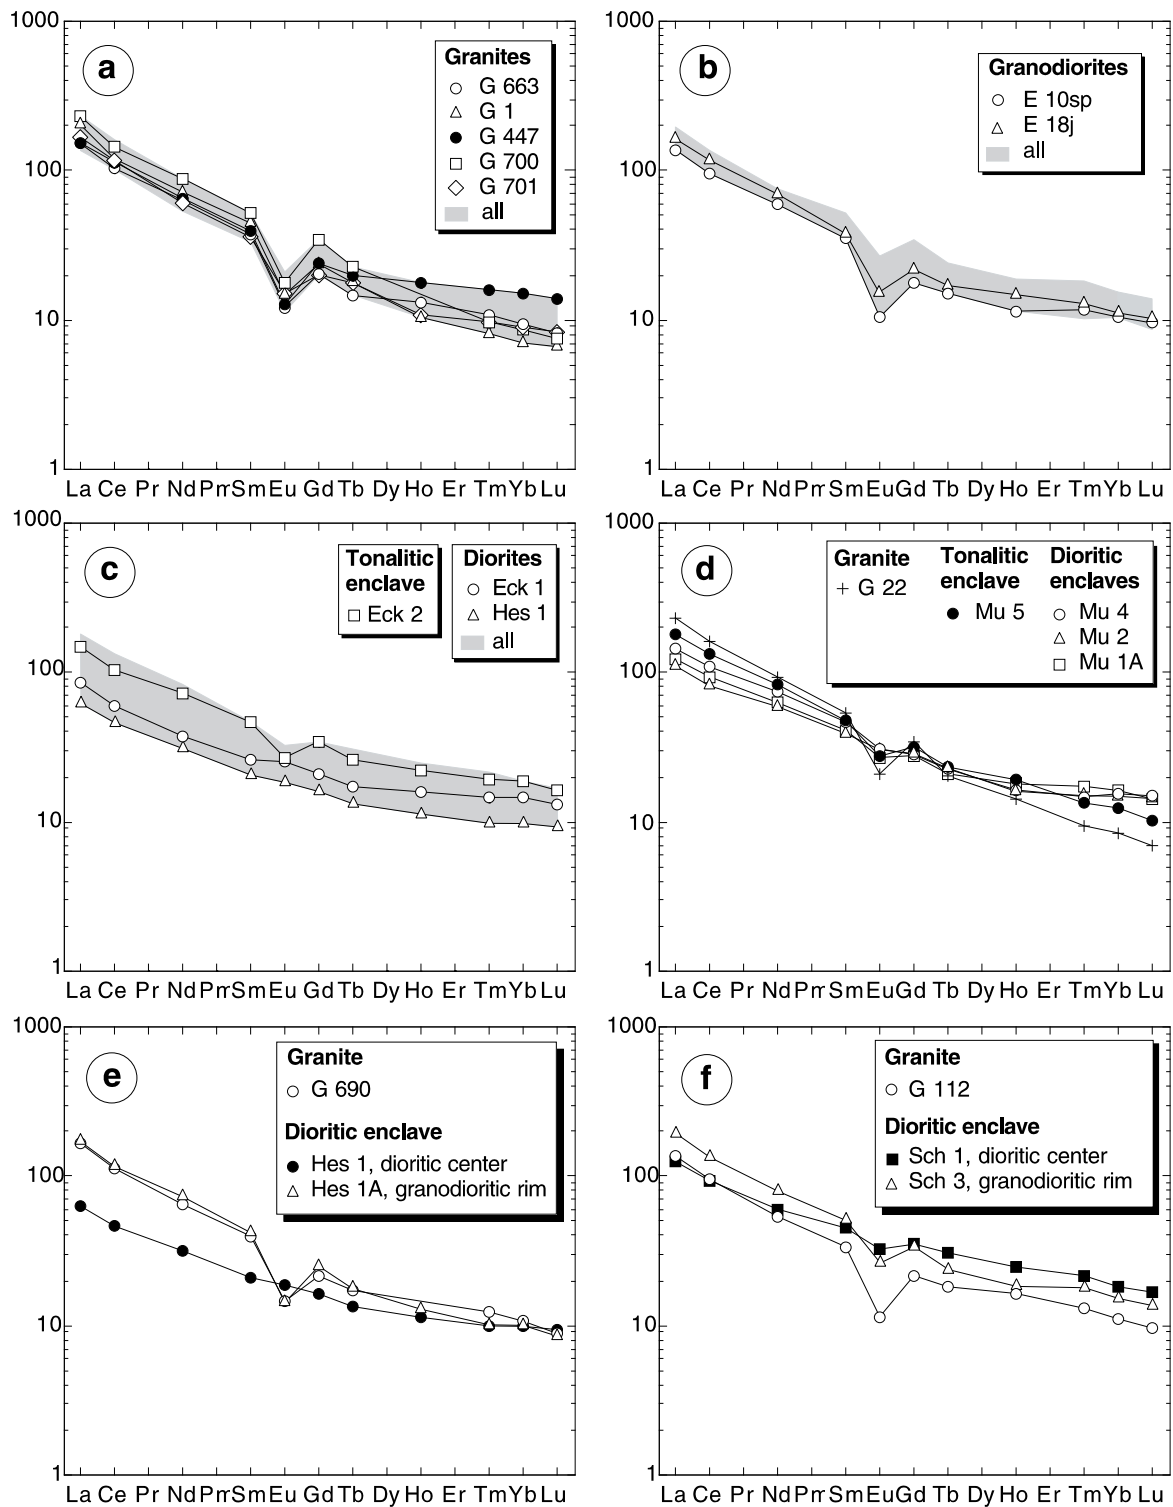 1000
100
10
1
a
Granites
G 663
G 1
G 447
G 700
G 701
all
La Ce Pr Nd Pm Sm Eu Gd Tb Dy Ho Er Tm Yb Lu
1000
100
10
1
b
Granodiorites
E 10sp
E 18j
all
La Ce Pr Nd Pm Sm Eu Gd Tb Dy Ho Er Tm Yb Lu
1000
100
10
1
c
Tonalitic
enclave
Eck 2
Diorites
Eck 1
Hes 1
all
La Ce Pr Nd Pm Sm Eu Gd Tb Dy Ho Er Tm Yb Lu
1000
100
10
1
d
Granite
G 22
Tonalitic
enclave
Mu 5
Dioritic
enclaves
Mu 4
Mu 2
Mu 1A
La Ce Pr Nd Pm Sm Eu Gd Tb Dy Ho Er Tm Yb Lu
1000
100
10
1
e
Granite
G 690
Dioritic enclave
Hes 1, dioritic center
Hes 1A, granodioritic rim
La Ce Pr Nd Pm Sm Eu Gd Tb Dy Ho Er Tm Yb Lu
1000
100
10
1
f
Granite
G 112
Dioritic enclave
Sch 1, dioritic center
Sch 3, granodioritic rim
La Ce Pr Nd Pm Sm Eu Gd Tb Dy Ho Er Tm Yb Lu